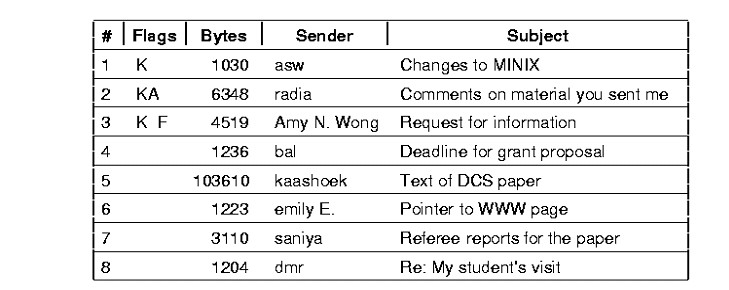 # Flags Bytes Sender Subject
1 K 1030 asw Changes to MINIX
2 KA 6348 radia Comments on material you sent me
3 K F 4519 Amy N. Wong Request for information
4 1236 bal Deadline for grant proposal
5 103610 kaashoek Text of DCS paper
6 1223 emily E. Pointer to WWW page
7 3110 saniya Referee reports for the paper
8 1204 dmr Re: My student's visit